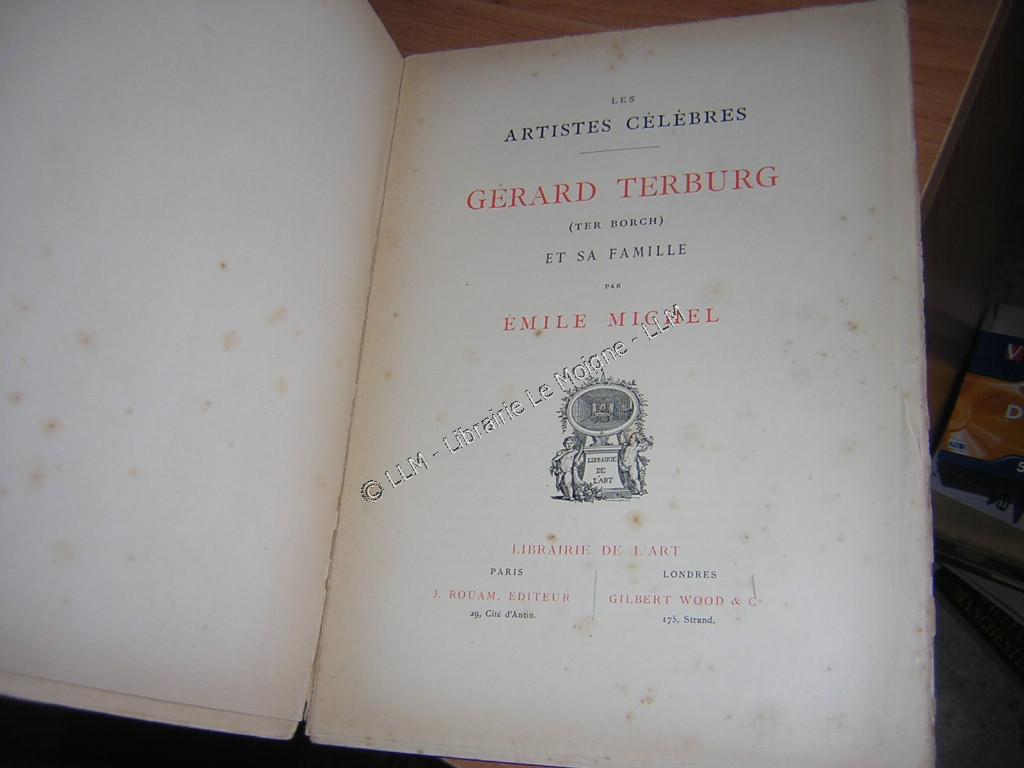 LES
ARTISTES CÉLÈBRES
GÉRARD TERBURG
(TER BORCH)
ET SA FAMILLE
PAR
ÉMILE MICHEL
© LLM - Librairie Le Moigne - LLM
LIBRAIRIE
DE
L'ART
LIBRAIRIE DE L'ART
PARIS
J. ROUAM, EDITEUR
29, Cité d'Antin.
LONDRES
GILBERT WOOD & Cº
175, Strand.